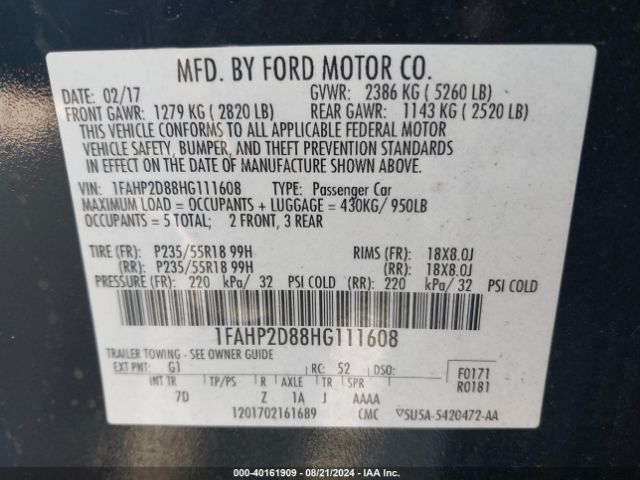 MFD. BY FORD MOTOR CO.
DATE: 02/17 GVWR: 2386 KG ( 5260 LB)
FRONT GAWR: 1279 KG ( 2820 LB) REAR GAWR: 1143 KG ( 2520 LB)
THIS VEHICLE CONFORMS TO ALL APPLICABLE FEDERAL MOTOR
VEHICLE SAFETY, BUMPER, AND THEFT PREVENTION STANDARDS
IN EFFECT ON THE DATE OF MANUFACTURE SHOWN ABOVE.
VIN: 1FAHP2D88HG111608 TYPE: Passenger Car
MAXIMUM LOAD = OCCUPANTS + LUGGAGE = 430KG/ 950LB
OCCUPANTS = 5 TOTAL; 2 FRONT, 3 REAR
TIRE (FR): P235/55R18 99H RIMS (FR): 18X8.0J
(RR): P235/55R18 99H (RR): 18X8.0J
PRESSURE (FR): 220 kPa/ 32 PSI COLD (RR): 220 kPa/ 32 PSI COLD
1FAHP2D88HG111608
TRAILER TOWING - SEE OWNER GUIDE
EXT PNT: G1 RC: 52 DSO:
F0171
R0181
INT TR TP/PS R AXLE TR SPR
7D Z 1A J AAAA
1201702161689 CMC 5U5A-5420472-AA
120-40161909 - 08/21/2024 - IAA Inc.